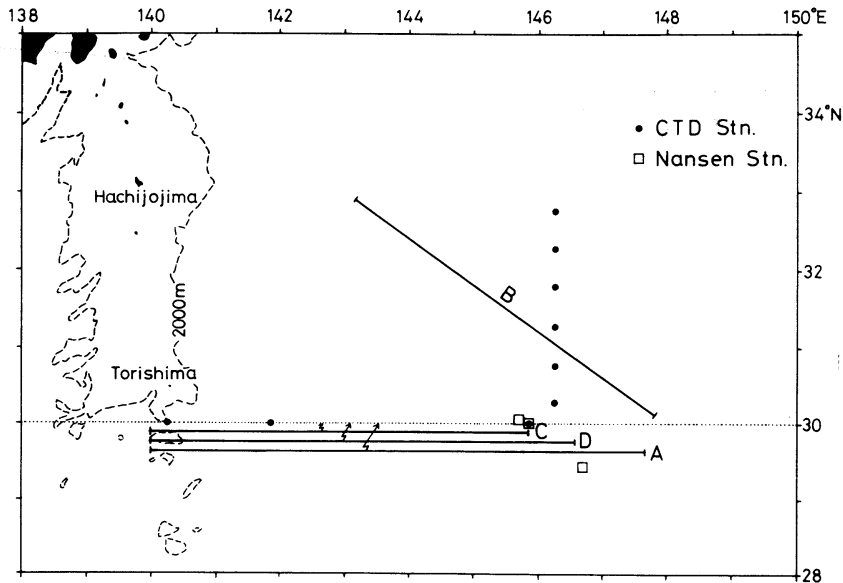 138 140 142 144 146 148 150°E
34°N
CTD Stn.
Nansen Stn.
Hachijojima
32
B
2000m
Torishima
30
C
D
A
28